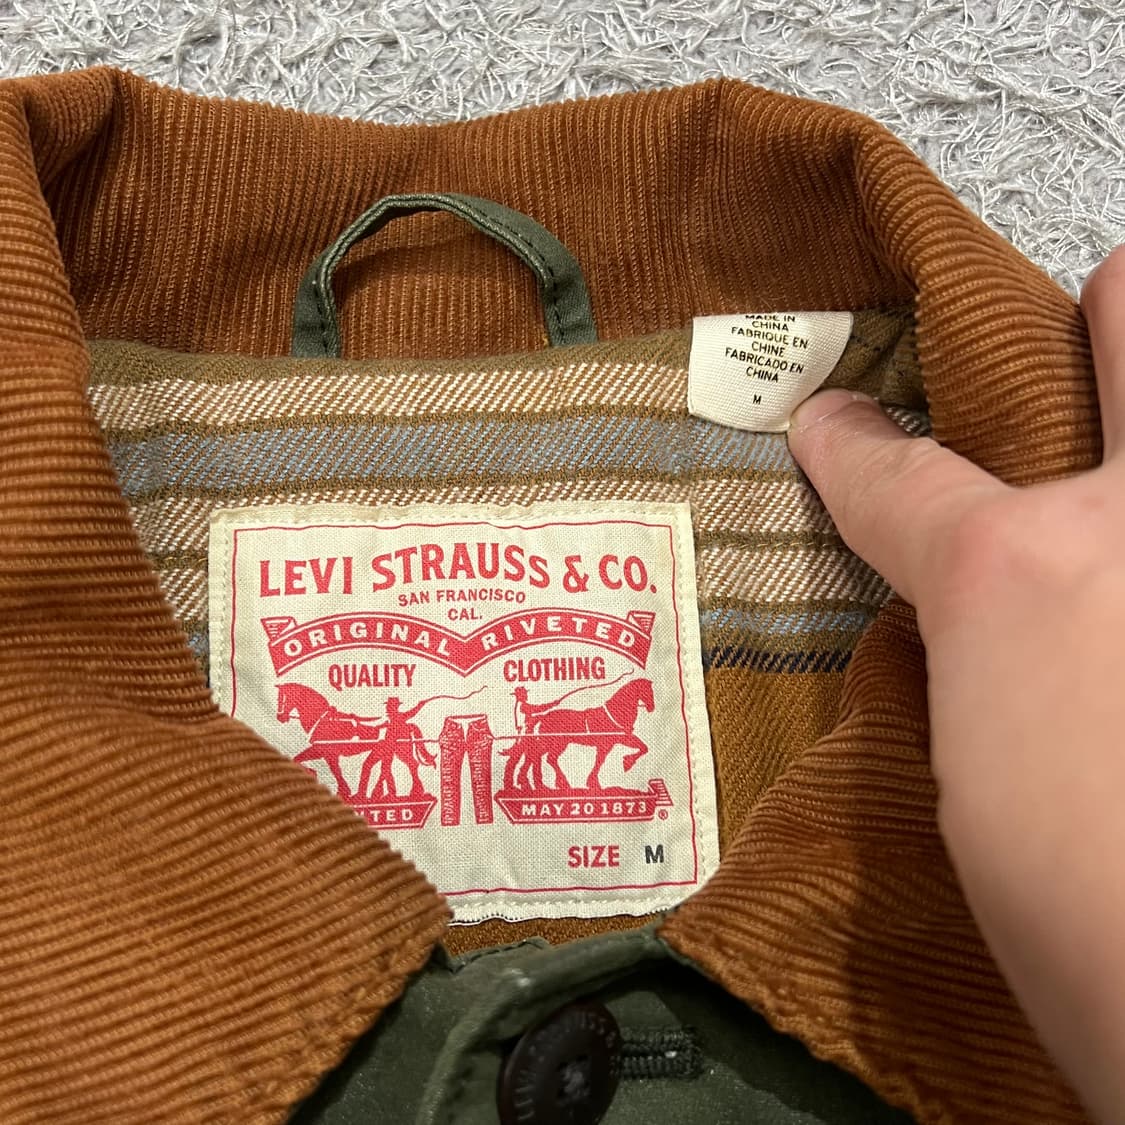 MADE IN
CHINA
FABRIQUE EN
CHINE
FABRICADO EN
CHINA
M
LEVI STRAUSS & CO.
SAN FRANCISCO
CAL.
ORIGINAL RIVETED
QUALITY CLOTHING
MAY 20 1873 ®
SIZE M